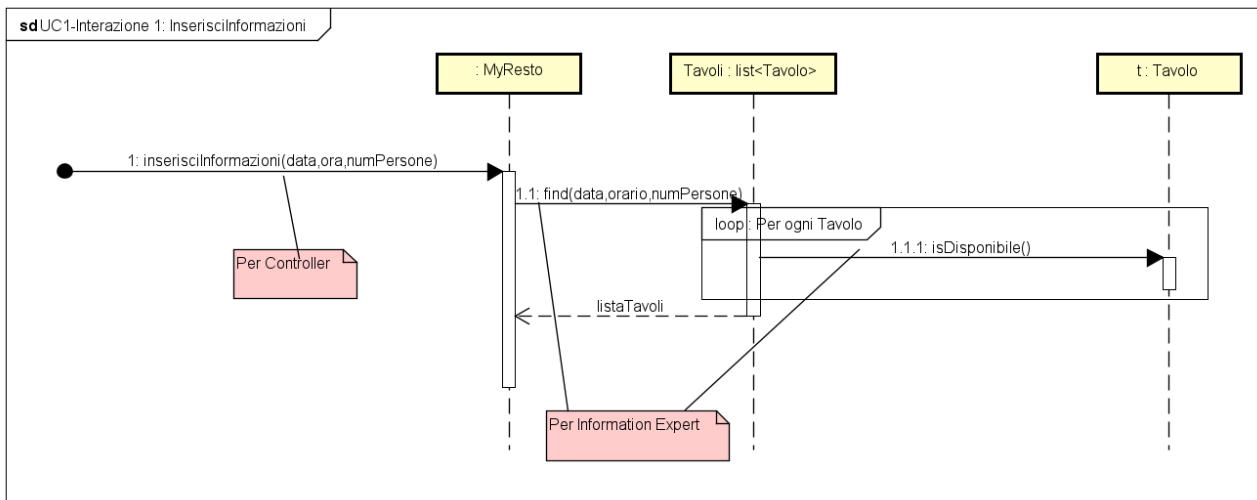 sd UC1-Interazione 1: InserisciInformazioni
: MyResto
Tavoli : list<Tavolo>
t : Tavolo
1: inserisciInformazioni(data,ora,numPersone)
1.1: find(data,orario,numPersone)
loop : Per ogni Tavolo
1.1.1: isDisponibile()
Per Controller
listaTavoli
Per Information Expert